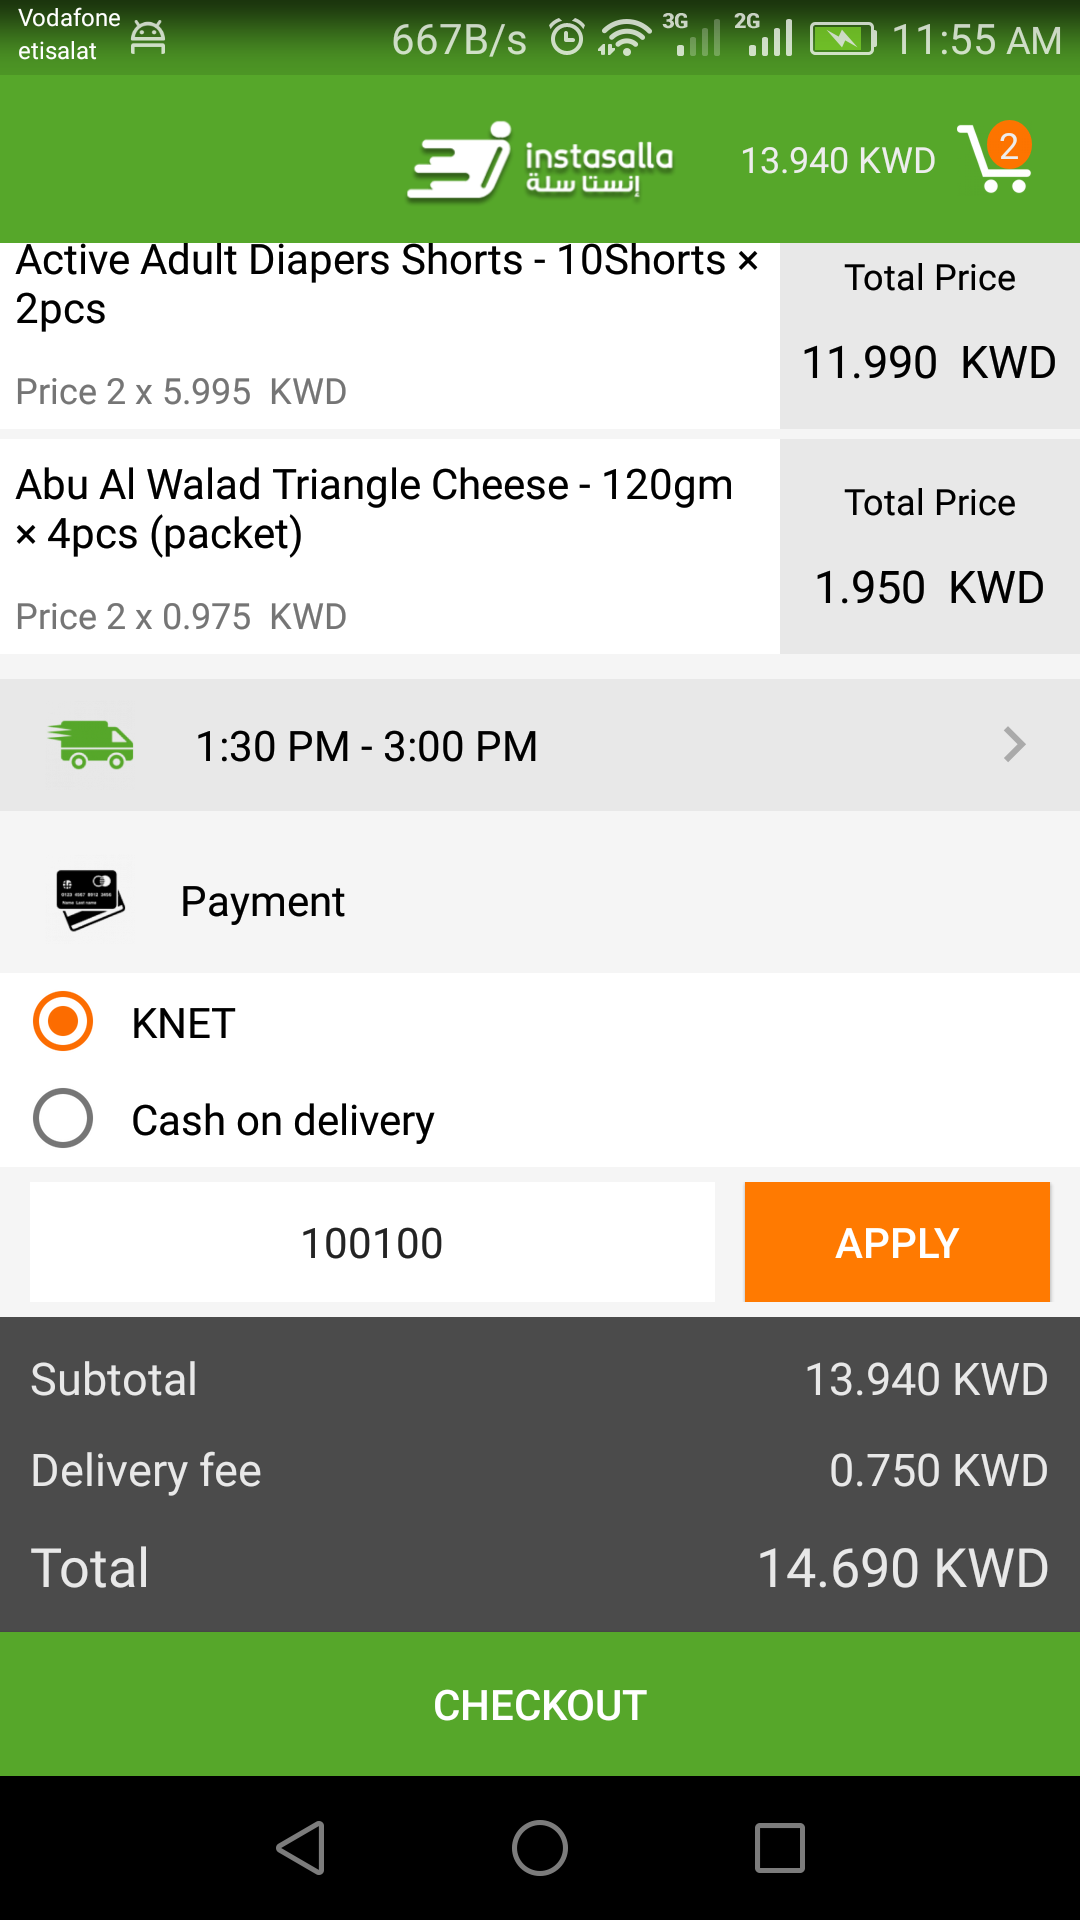 Vodafone
etisalat
667B/s 3G 2G 11:55 AM
instasalla
إنستا سلة
13.940 KWD 2
Active Adult Diapers Shorts - 10Shorts ×
2pcs
Price 2 x 5.995 KWD
Total Price
11.990 KWD
Abu Al Walad Triangle Cheese - 120gm
× 4pcs (packet)
Price 2 x 0.975 KWD
Total Price
1.950 KWD
1:30 PM - 3:00 PM
Payment
KNET
Cash on delivery
100100 APPLY
Subtotal 13.940 KWD
Delivery fee 0.750 KWD
Total 14.690 KWD
CHECKOUT